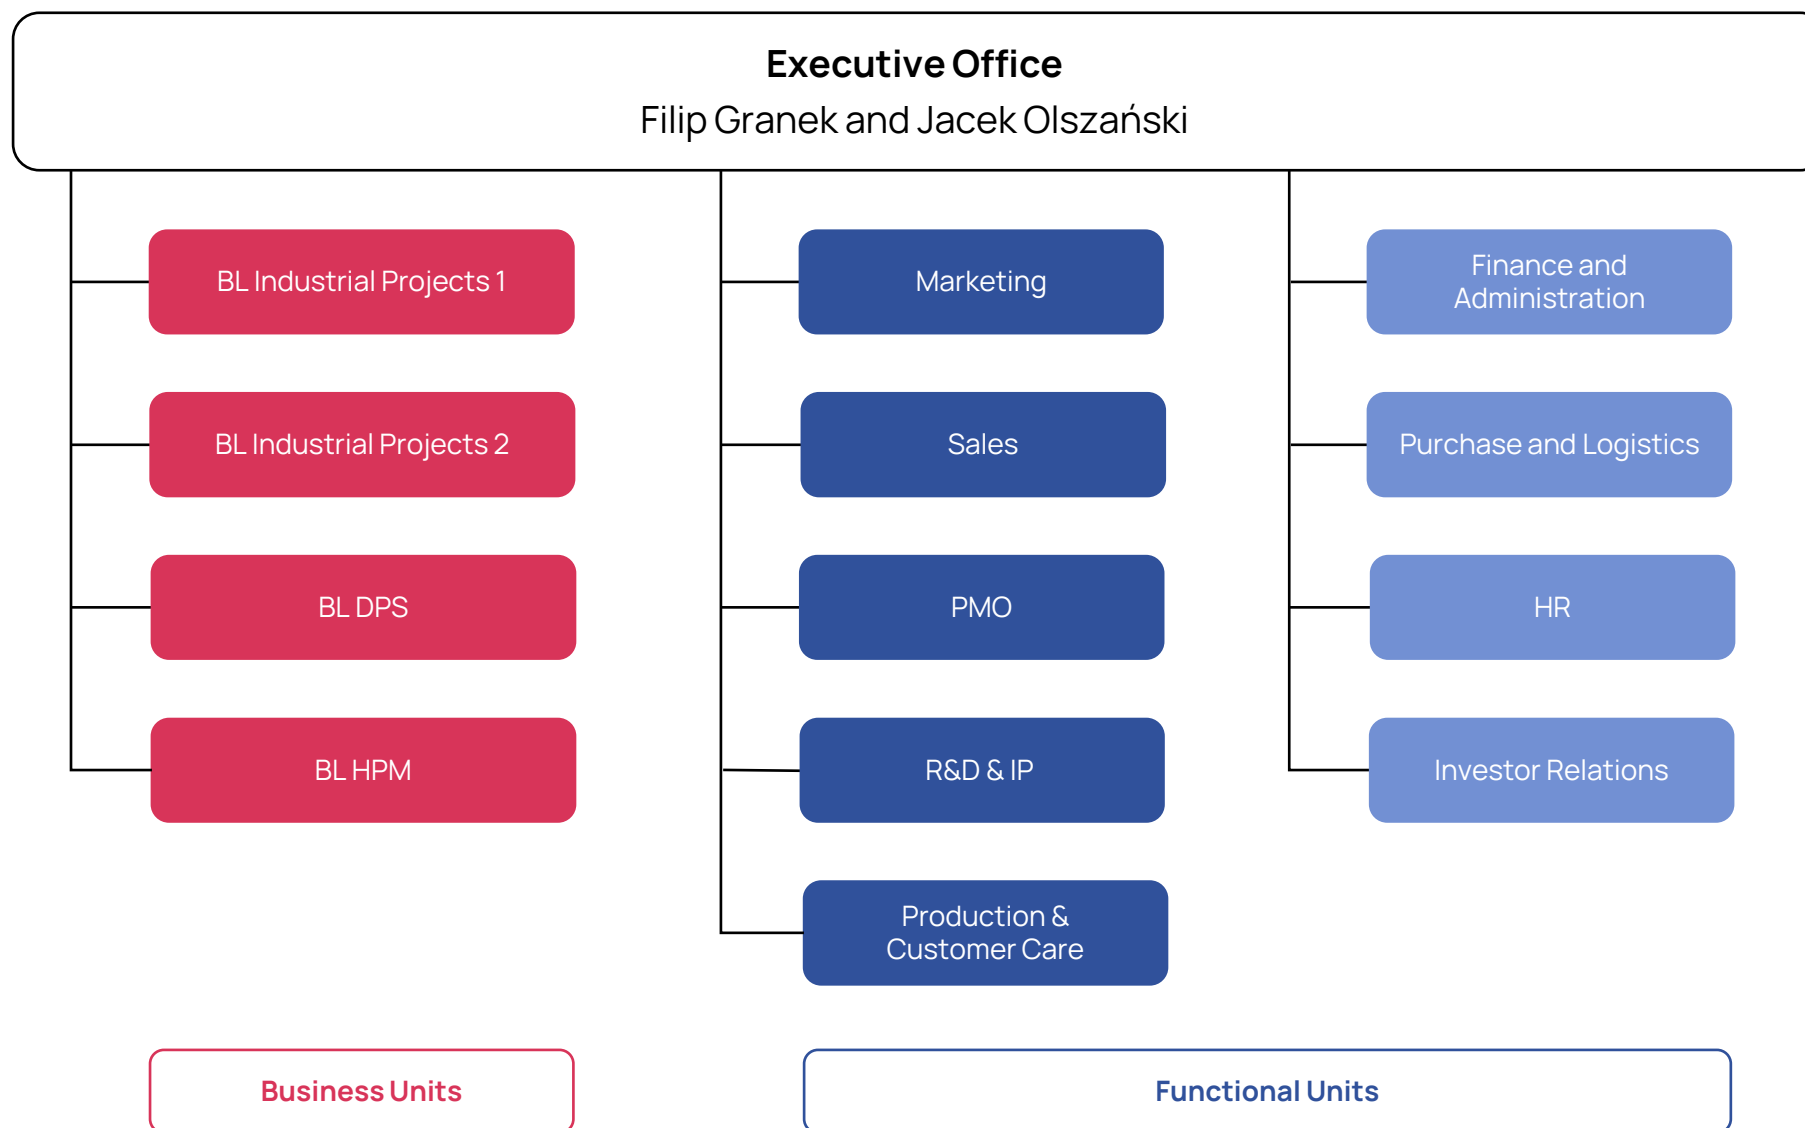 Executive Office
Filip Granek and Jacek Olszański
BL Industrial Projects 1
BL Industrial Projects 2
BL DPS
BL HPM
Marketing
Sales
PMO
R&D & IP
Production &
Customer Care
Finance and
Administration
Purchase and Logistics
HR
Investor Relations
Business Units
Functional Units